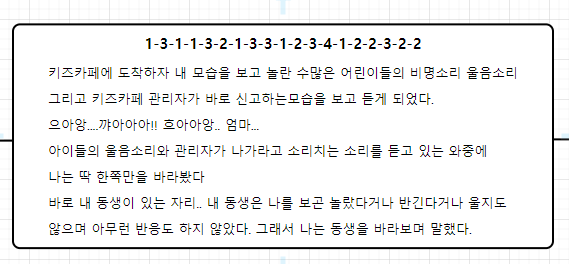 1-3-1-1-3-2-1-3-3-1-2-3-4-1-2-2-3-2-2
키즈카페에 도착하자 내 모습을 보고 놀란 수많은 어린이들의 비명소리 울음소리
그리고 키즈카페 관리자가 바로 신고하는모습을 보고 듣게 되었다.
으아앙....꺄아아아!! 흐아아앙.. 엄마...
아이들의 울음소리와 관리자가 나가라고 소리치는 소리를 듣고 있는 와중에
나는 딱 한쪽만을 바라봤다
바로 내 동생이 있는 자리.. 내 동생은 나를 보곤 놀랐다거나 반긴다거나 울지도
않으며 아무런 반응도 하지 않았다. 그래서 나는 동생을 바라보며 말했다.